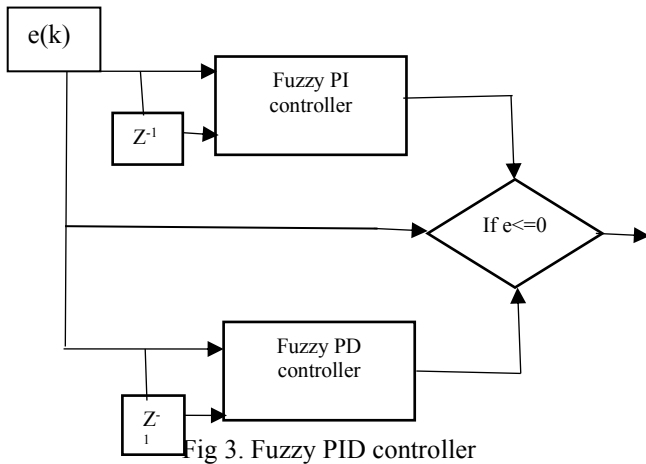 e(k)
Fuzzy PI
controller
Z-1
If e<=0
Fuzzy PD
controller
Z-
1
Fig 3. Fuzzy PID controller